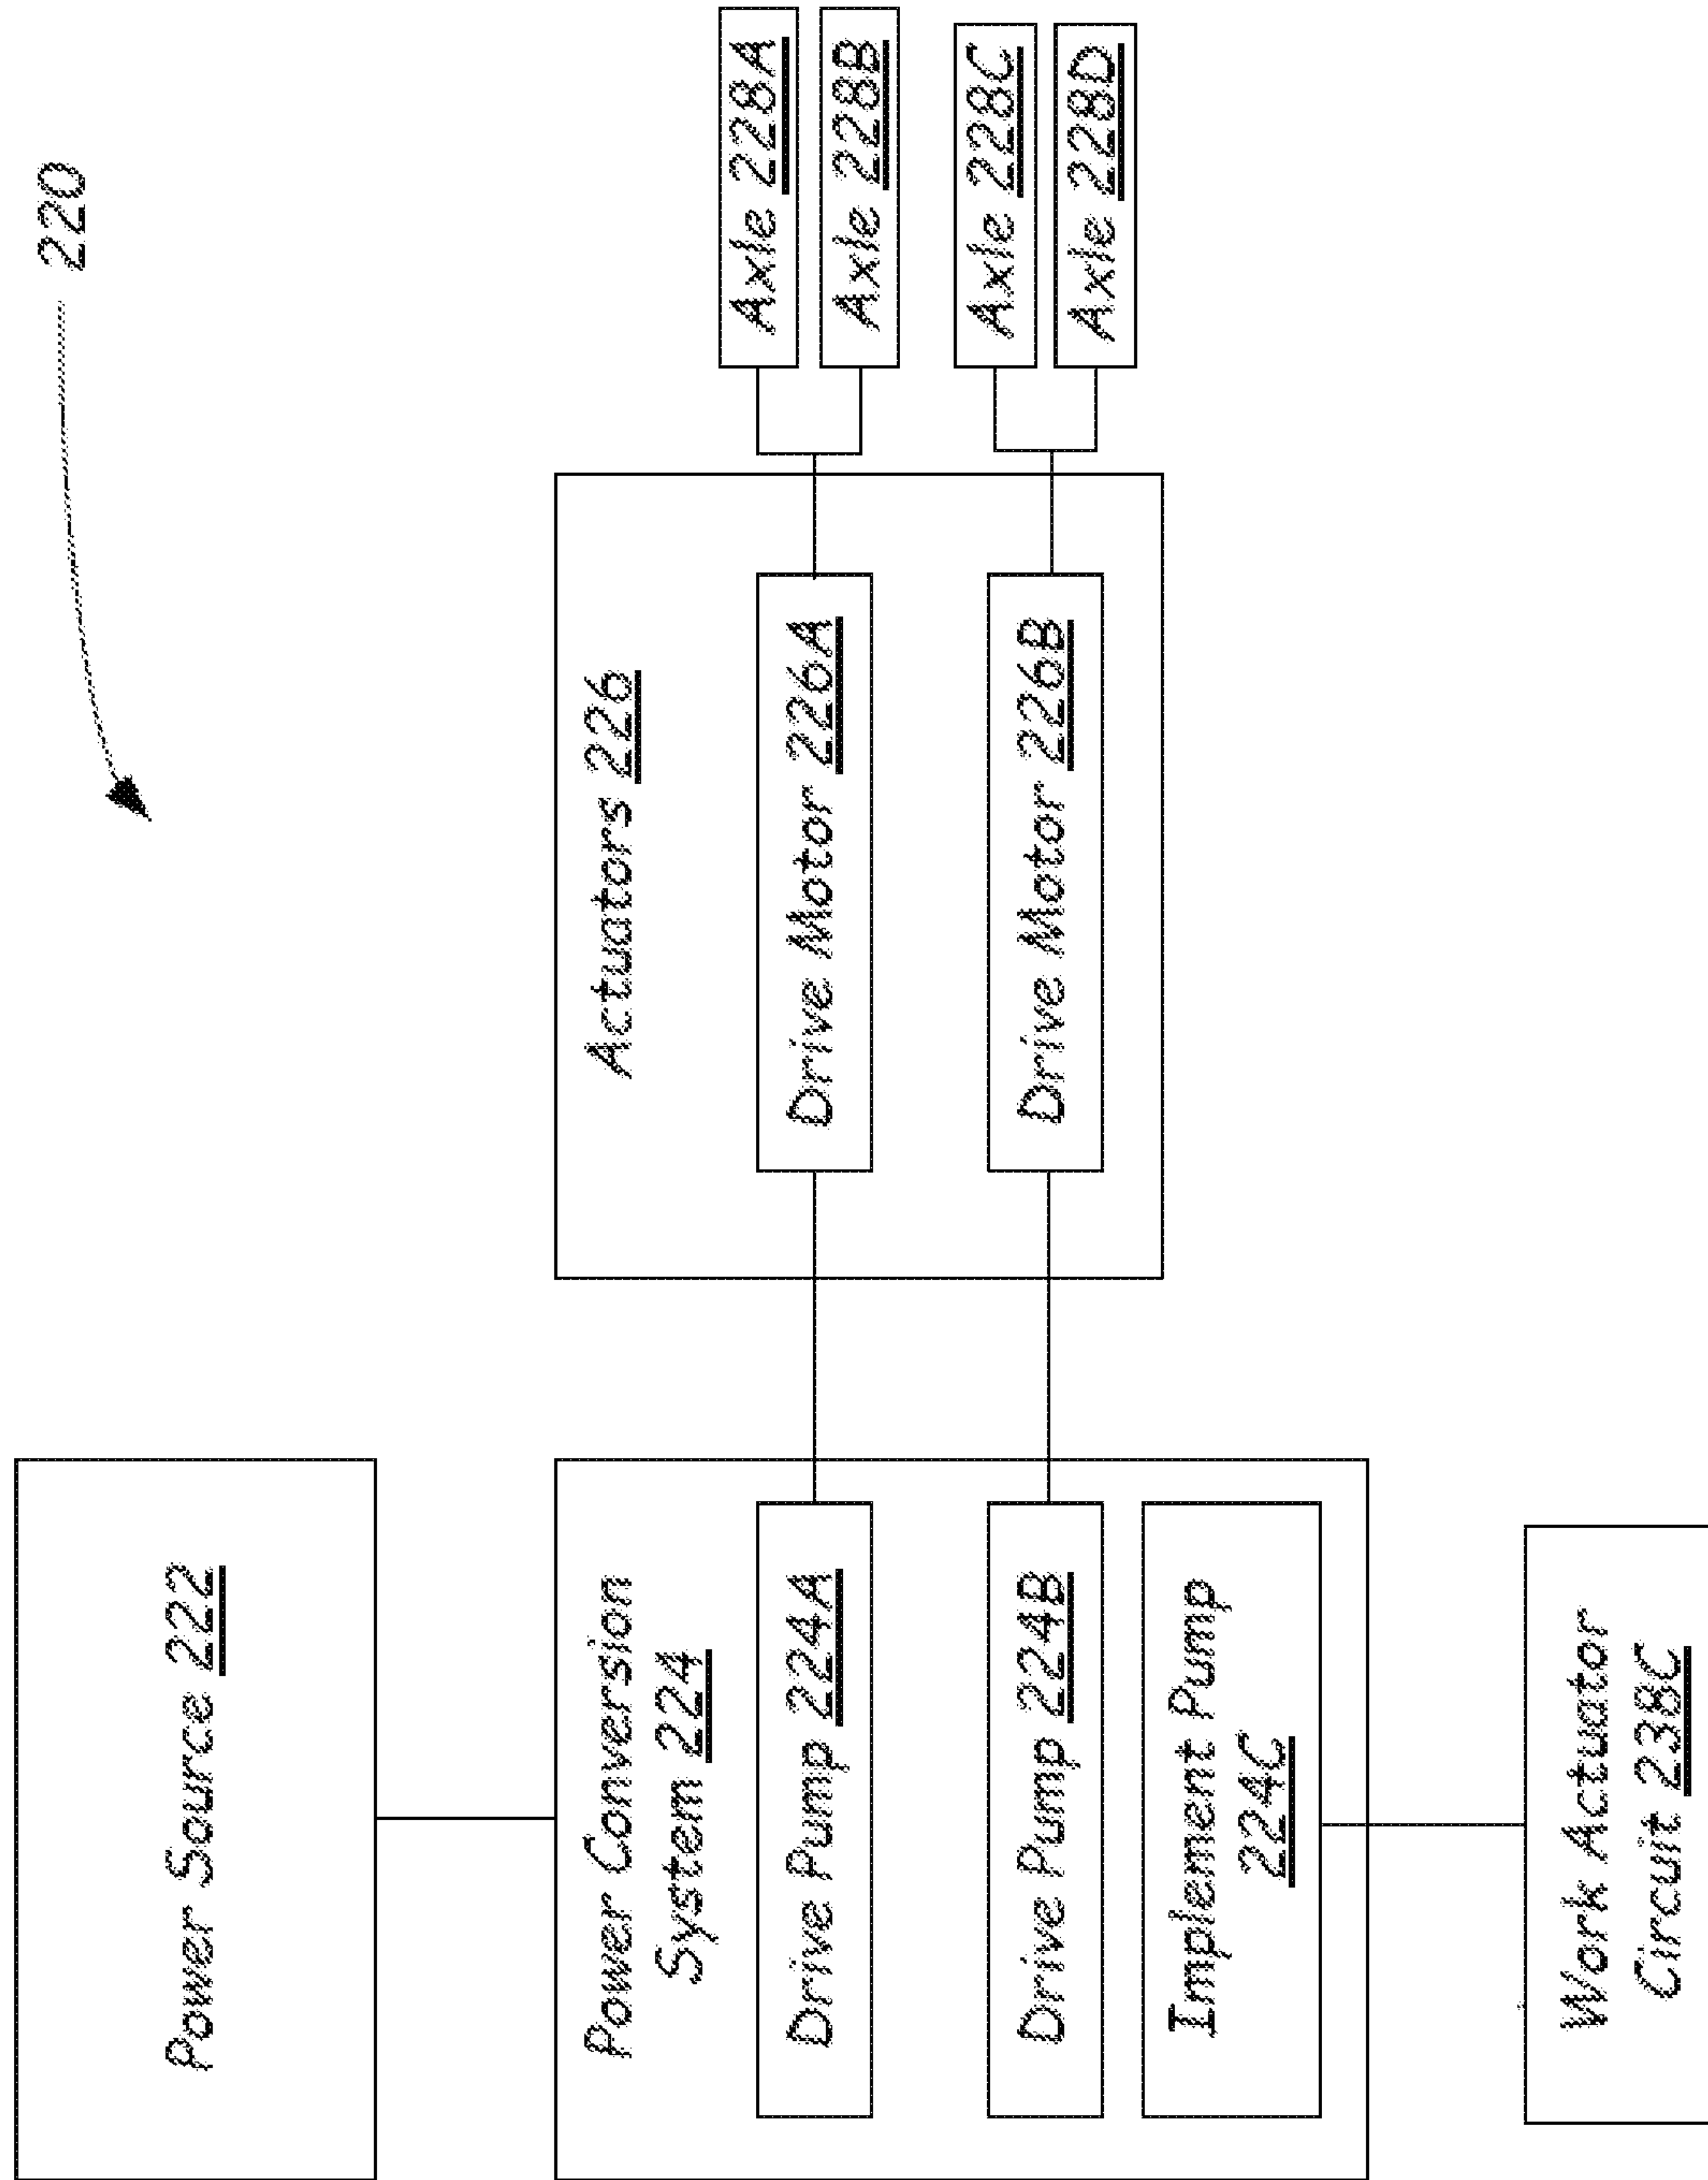 220
Power Source 222
Power Conversion
System 224
Drive Pump 224A
Drive Pump 224B
Implement Pump
224C
Work Actuator
Circuit 238C
Actuators 226
Drive Motor 226A
Drive Motor 226B
Axle 228A
Axle 228B
Axle 228C
Axle 228D